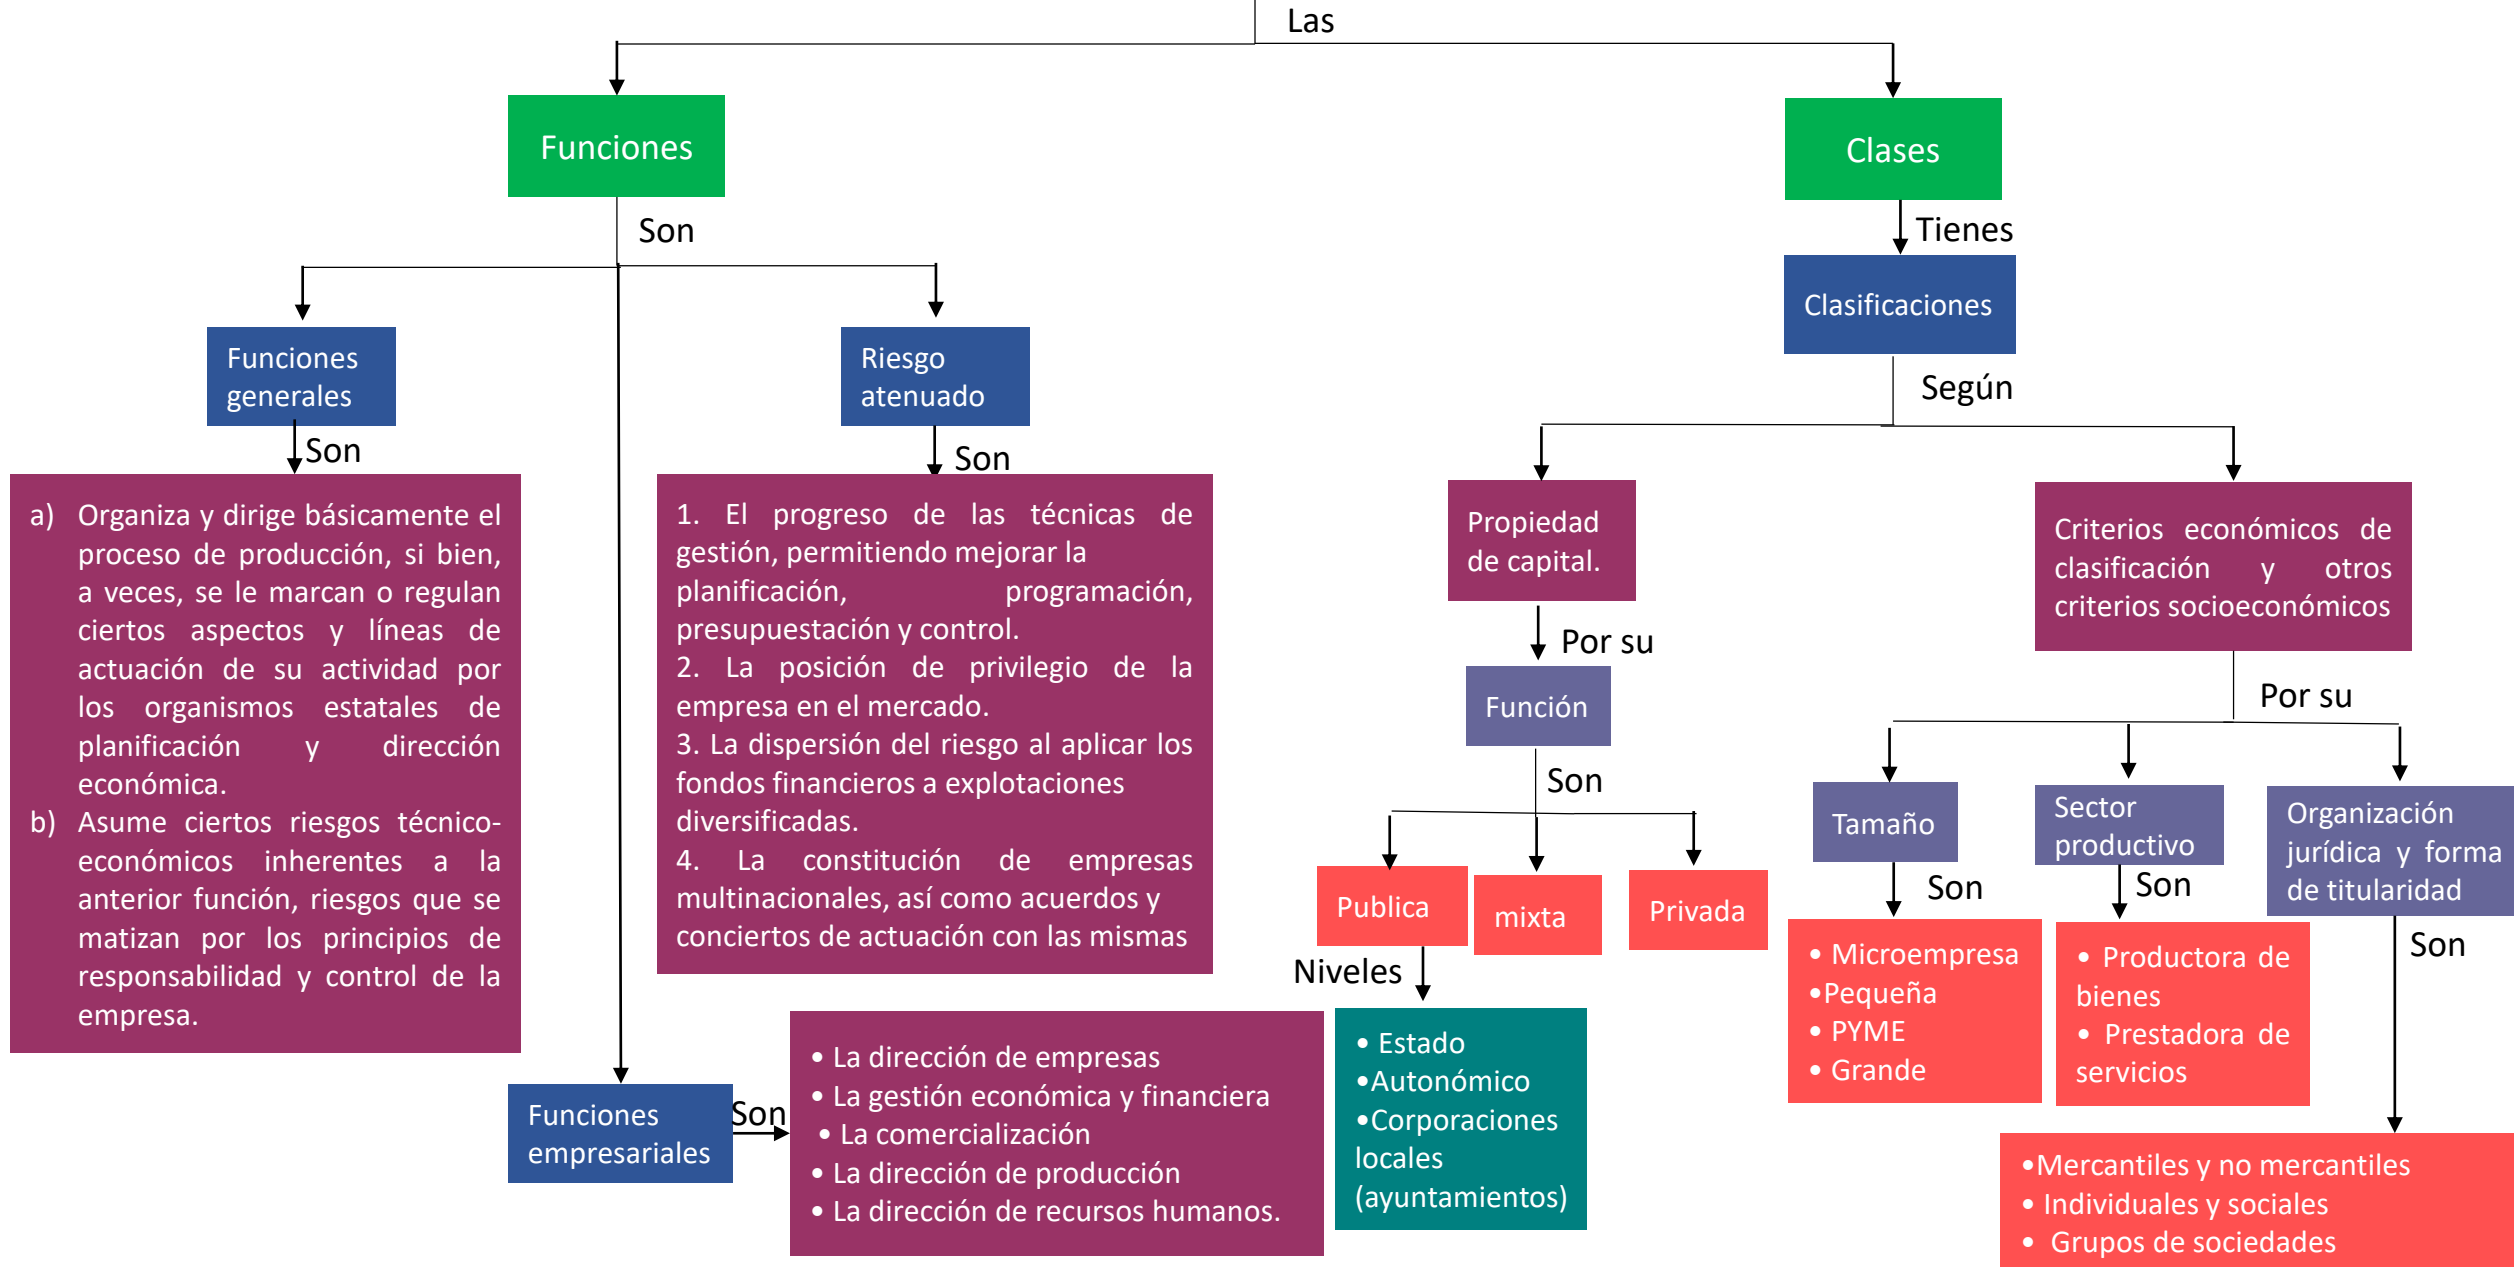 Las
Funciones
Clases
Son
Tienes
Clasificaciones
Según
Funciones
generales
Riesgo
atenuado
Son
Son
a) Organiza y dirige básicamente el
proceso de producción, si bien,
a veces, se le marcan o regulan
ciertos aspectos y líneas de
actuación de su actividad por
los organismos estatales de
planificación y dirección
económica.
b) Asume ciertos riesgos técnico-
económicos inherentes a la
anterior función, riesgos que se
matizan por los principios de
responsabilidad y control de la
empresa.
1. El progreso de las técnicas de
gestión, permitiendo mejorar la
planificación, programación,
presupuestación y control.
2. La posición de privilegio de la
empresa en el mercado.
3. La dispersión del riesgo al aplicar los
fondos financieros a explotaciones
diversificadas.
4. La constitución de empresas
multinacionales, así como acuerdos y
conciertos de actuación con las mismas
Funciones
empresariales
Son
• La dirección de empresas
• La gestión económica y financiera
• La comercialización
• La dirección de producción
• La dirección de recursos humanos.
Propiedad
de capital.
Por su
Función
Son
Publica
mixta
Privada
Niveles
• Estado
•Autonómico
•Corporaciones
locales
(ayuntamientos)
Criterios económicos de
clasificación y otros
criterios socioeconómicos
Por su
Tamaño
Son
• Microempresa
•Pequeña
• PYME
• Grande
Sector
productivo
Son
• Productora de
bienes
• Prestadora de
servicios
Organización
jurídica y forma
de titularidad
Son
•Mercantiles y no mercantiles
• Individuales y sociales
• Grupos de sociedades